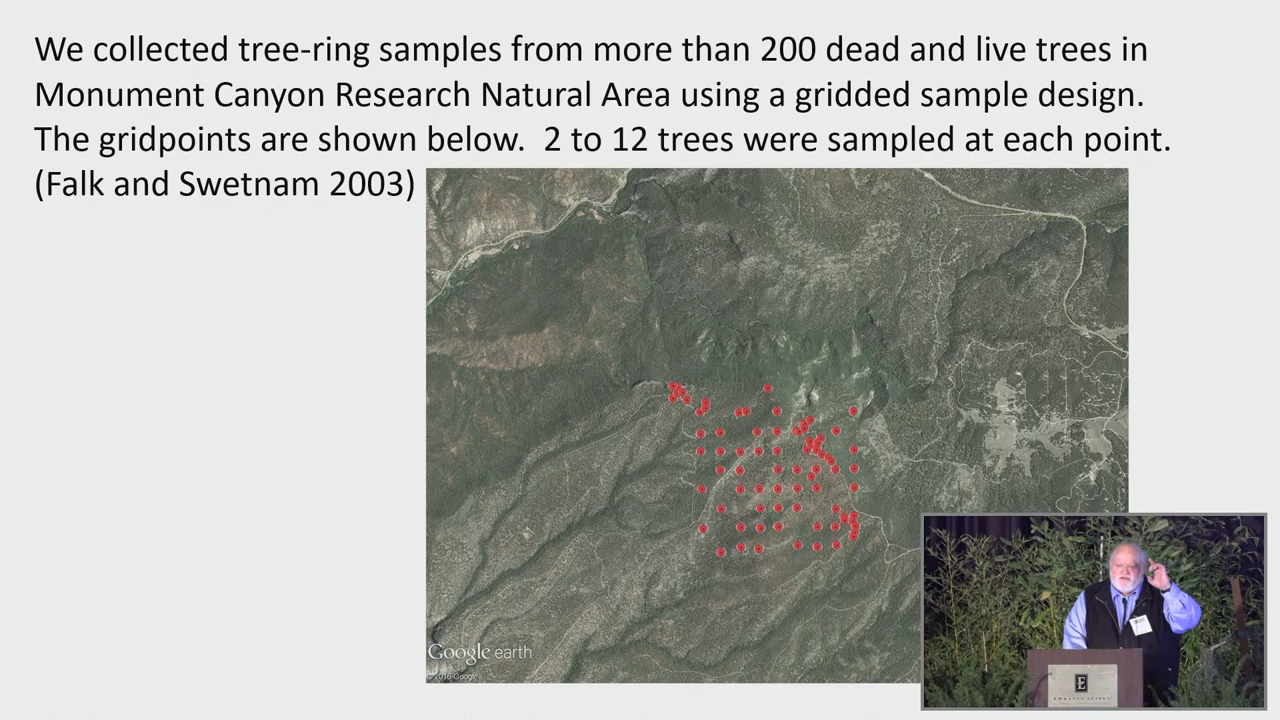 We collected tree-ring samples from more than 200 dead and live trees in
Monument Canyon Research Natural Area using a gridded sample design.
The gridpoints are shown below.  2 to 12 trees were sampled at each point.
(Falk and Swetnam 2003)
Google earth
© 2016 Google
E